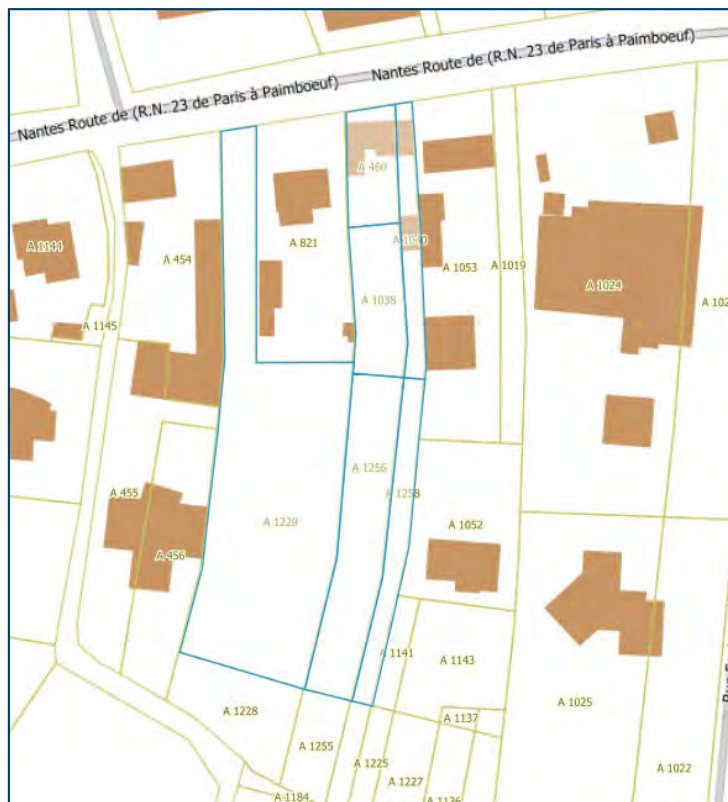 Nantes Route de (R.N. 23 de Paris à Paimboeuf)
Nantes Route de (R.N. 23 de Paris à Paimboeuf)
A 460
A 1144
A 454
A 821
A 1053
A 1019
A 1024
A 1038
A 1145
A 1256
A 1258
A 455
A 1229
A 1052
A 456
A 1141
A 1143
A 1228
A 1137
A 1025
A 1255
A 1225
A 1022
A 1227
A 1184
A 1136